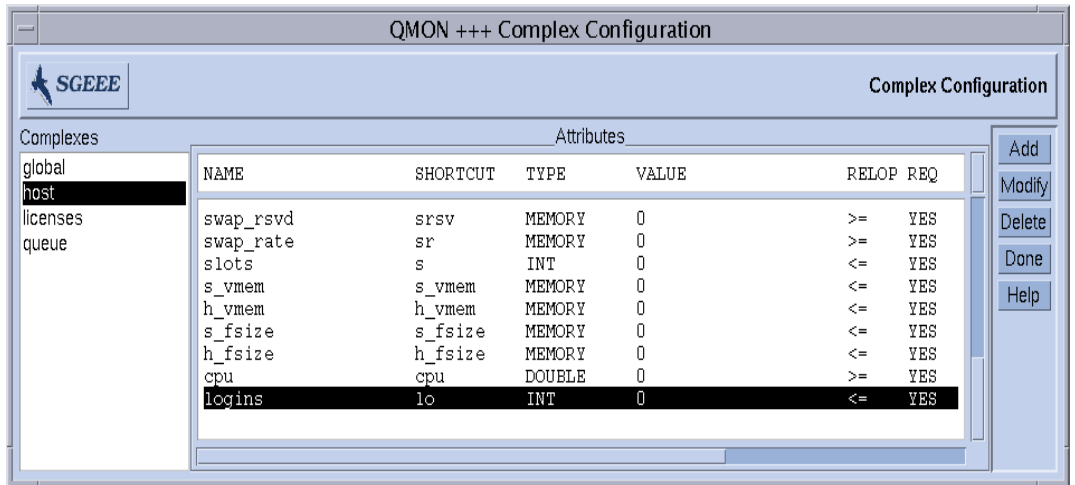 QMON +++ Complex Configuration
SGEEE
Complex Configuration
Complexes
global
host
licenses
queue
Attributes
NAME SHORTCUT TYPE VALUE RELOP REQ
swap_rsvd srsv MEMORY 0 >= YES
swap_rate sr MEMORY 0 >= YES
slots s INT 0 <= YES
s_vmem s_vmem MEMORY 0 <= YES
h_vmem h_vmem MEMORY 0 <= YES
s_fsize s_fsize MEMORY 0 <= YES
h_fsize h_fsize MEMORY 0 <= YES
cpu cpu DOUBLE 0 >= YES
logins lo INT 0 <= YES
Add
Modify
Delete
Done
Help